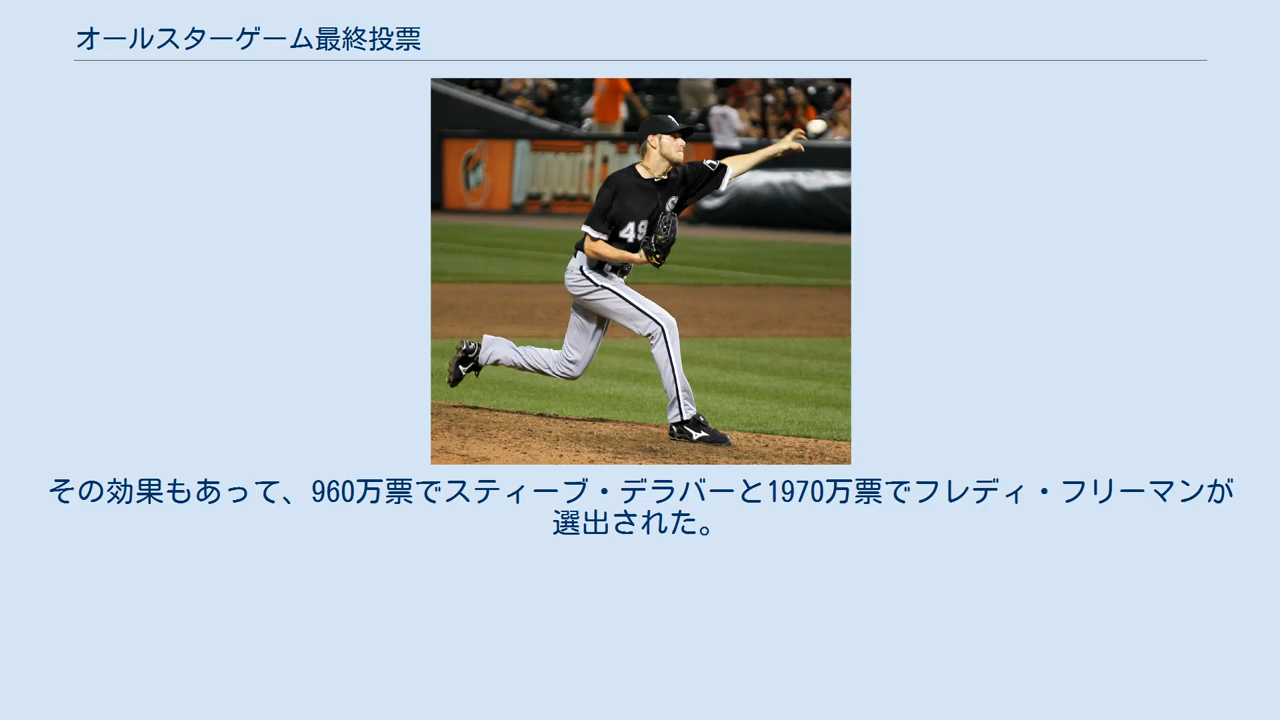 オールスターゲーム最終投票
49
その効果もあって、960万票でスティーブ・デラバーと1970万票でフレディ・フリーマンが
選出された。